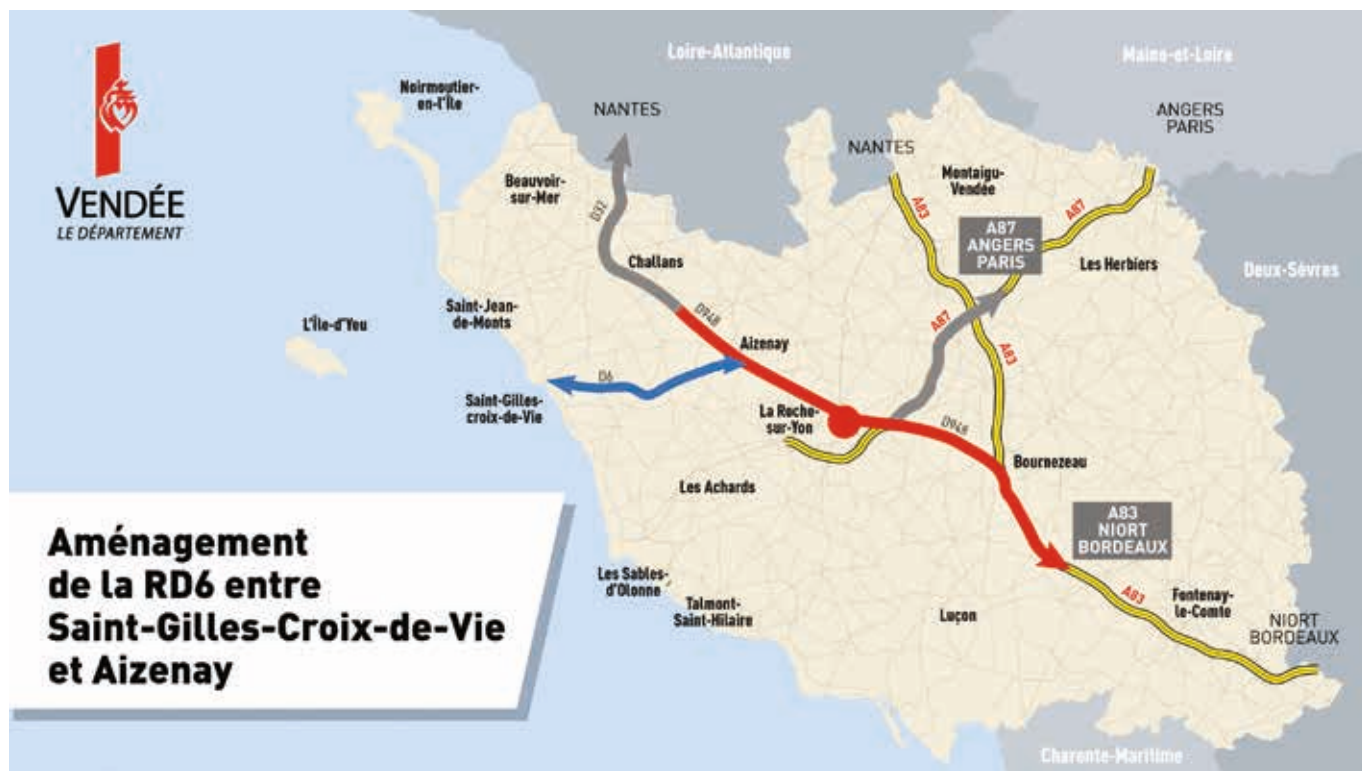 VENDÉE
LE DÉPARTEMENT
Loire-Atlantique
Maine-et-Loire
Noirmoutier-
en-l'Île
NANTES
ANGERS
PARIS
NANTES
Beauvoir-
sur-Mer
Montaigu-
Vendée
D32
A83
A87
A87
ANGERS
PARIS
Challans
Les Herbiers
Deux-Sèvres
Saint-Jean-
de-Monts
L'Île-d'Yeu
D948
A87
Aizenay
A83
D6
Saint-Gilles-
croix-de-Vie
La Roche-
sur-Yon
D948
Bournezeau
Les Achards
A83
NIORT
BORDEAUX
Aménagement
de la RD6 entre
Saint-Gilles-Croix-de-Vie
et Aizenay
Les Sables-
d'Olonne
Talmont-
Saint-Hilaire
Luçon
A83
Fontenay-
le-Comte
NIORT
BORDEAUX
Charente-Maritime